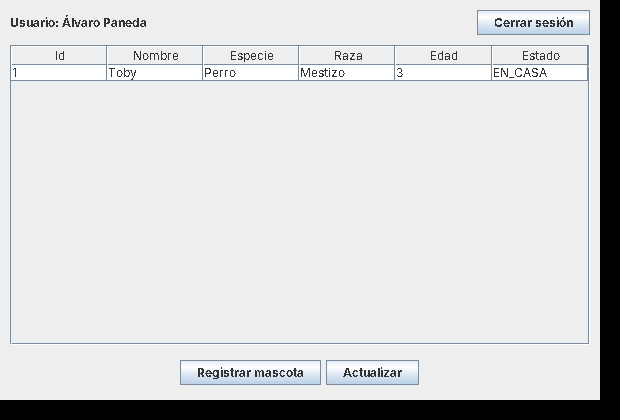 Usuario: Álvaro Paneda Cerrar sesión
Id Nombre Especie Raza Edad Estado
1 Toby Perro Mestizo 3 EN_CASA
Registrar mascota Actualizar